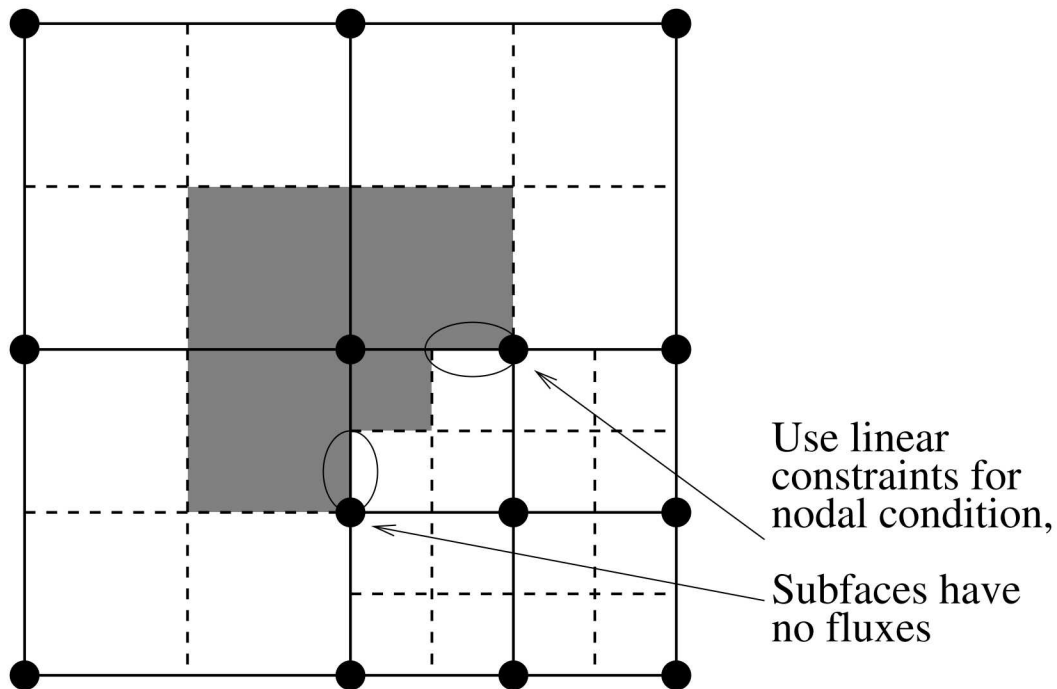 Use linear
constraints for
nodal condition,
Subfaces have
no fluxes